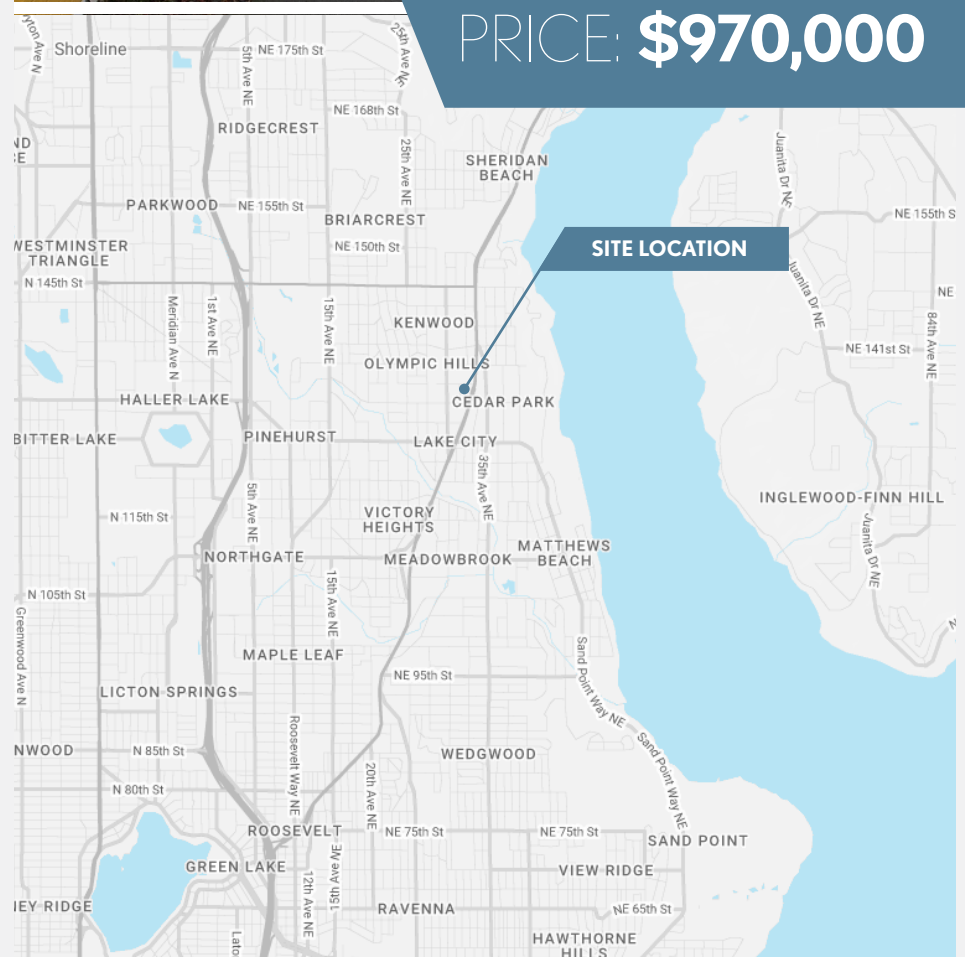 PRICE: $970,000
Shoreline
5th Ave NE
NE 175th St
25th Ave NE
NE 168th St
RIDGECREST
25th Ave NE
SHERIDAN
BEACH
Juanita Dr NE
PARKWOOD
NE 155th St
BRIARCREST
NE 155th S
WESTMINSTER
TRIANGLE
NE 150th St
SITE LOCATION
N 145th St
Juanita Dr NE
NE
Meridian Ave N
1st Ave NE
15th Ave NE
KENWOOD
84th Ave NE
NE 141st St
OLYMPIC HILLS
HALLER LAKE
CEDAR PARK
BITTER LAKE
PINEHURST
LAKE CITY
35th Ave NE
INGLEWOOD-FINN HILL
5th Ave NE
N 115th St
VICTORY
HEIGHTS
Juanita Dr NE
NORTHGATE
MEADOWBROOK
MATTHEWS
BEACH
15th Ave NE
N 105th St
Greenwood Ave N
MAPLE LEAF
Sand Point Way NE
NE 95th St
LICTON SPRINGS
Roosevelt Way NE
NWOOD
N 85th St
WEDGWOOD
Sand Point Way NE
20th Ave NE
N 80th St
ROOSEVELT
NE 75th St
NE 75th St
SAND POINT
GREEN LAKE
15th Ave NE
12th Ave NE
VIEW RIDGE
NEY RIDGE
RAVENNA
NE 65th St
Lato
HAWTHORNE
HILLS